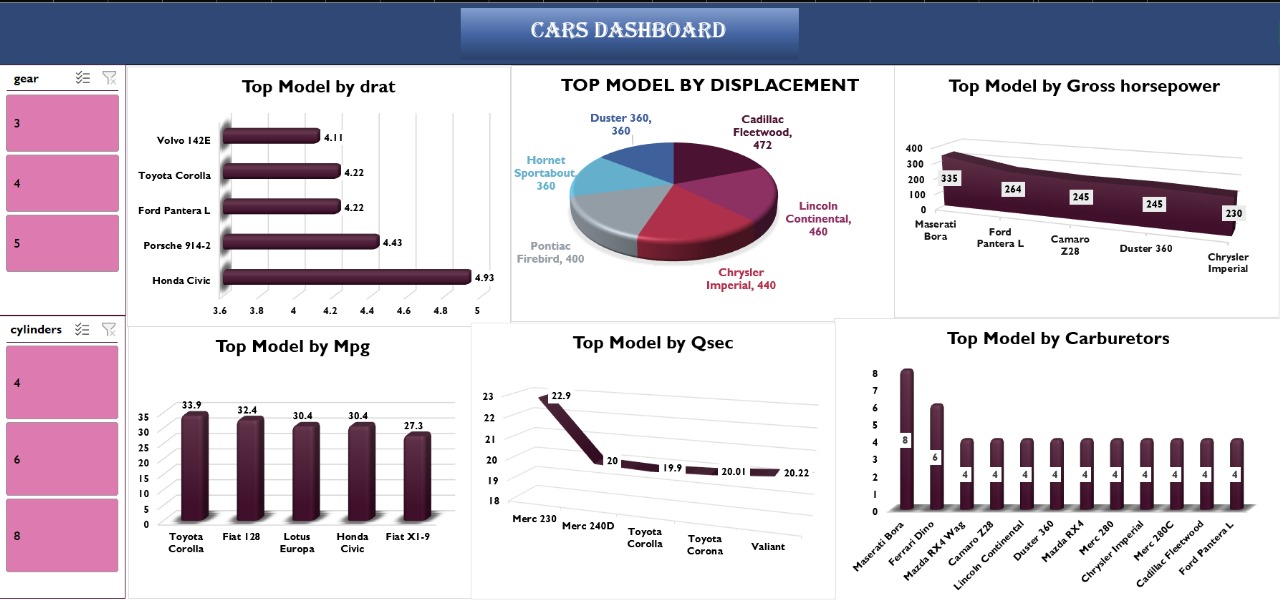 CARS DASHBOARD
gear
3
4
5
cylinders
4
6
8
Top Model by drat
Volvo 142E
4.11
Toyota Corolla
4.22
Ford Pantera L
4.22
Porsche 914-2
4.43
Honda Civic
4.93
3.6 3.8 4 4.2 4.4 4.6 4.8 5
TOP MODEL BY DISPLACEMENT
Duster 360,
360
Cadillac
Fleetwood,
472
Hornet
Sportabout,
360
Lincoln
Continental,
460
Pontiac
Firebird, 400
Chrysler
Imperial, 440
Top Model by Gross horsepower
400
300
200
100
0
335
264
245
245
230
Maserati
Bora
Ford
Pantera L
Camaro
Z28
Duster 360
Chrysler
Imperial
Top Model by Mpg
35
30
25
20
15
10
5
0
33.9
32.4
30.4
30.4
27.3
Toyota
Corolla
Fiat 128
Lotus
Europa
Honda
Civic
Fiat X1-9
Top Model by Qsec
23
22
21
20
19
18
22.9
20
19.9
20.01
20.22
Merc 230
Merc 240D
Toyota
Corolla
Toyota
Corona
Valiant
Top Model by Carburetors
8
7
6
5
4
3
2
1
0
8
6
4
4
4
4
4
4
4
4
4
4
Maserati Bora
Ferrari Dino
Mazda RX4 Wag
Camaro Z28
Lincoln Continental
Duster 360
Mazda RX4
Merc 280
Chrysler Imperial
Merc 280C
Cadillac Fleetwood
Ford Pantera L